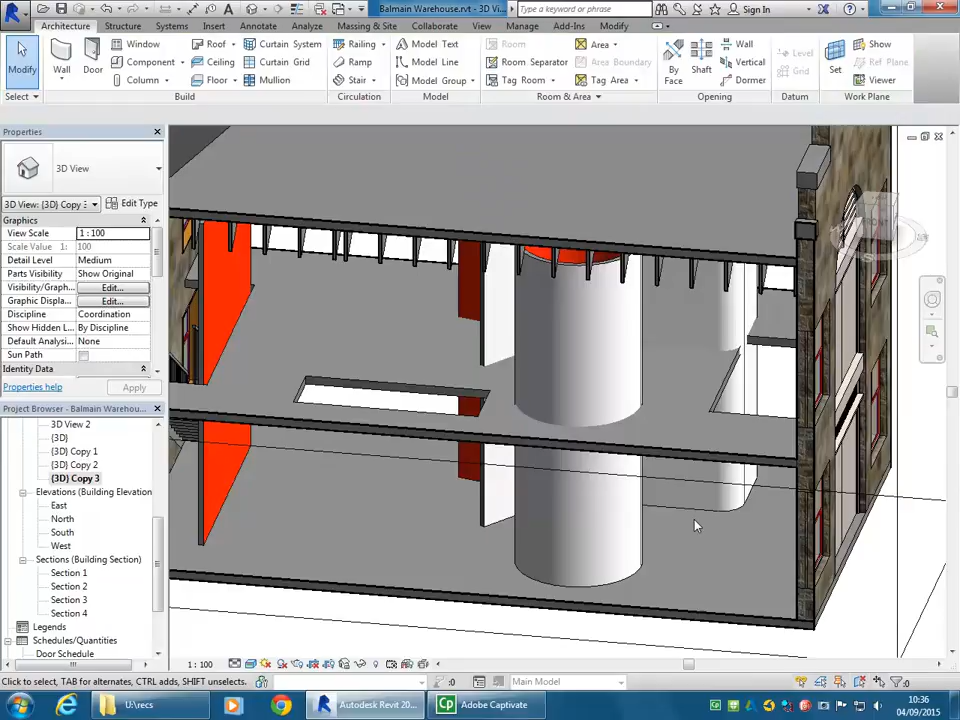 Balmain Warehouse.rvt - 3D Vi...
Type a keyword or phrase
Sign In
Architecture Structure Systems Insert Annotate Analyze Massing & Site Collaborate View Manage Add-Ins Modify
Modify Wall Door Window Component Column Roof Ceiling Floor Curtain System Curtain Grid Mullion Railing Ramp Stair Model Text Model Line Model Group Room Room Separator Tag Room Area Area Boundary Tag Area By Face Shaft Wall Vertical Dormer Level Grid Set Show Ref Plane Viewer
Select Build Circulation Model Room & Area Opening Datum Work Plane
Properties
3D View
3D View: {3D} Copy 3 Edit Type
Graphics
View Scale 1 : 100
Scale Value 1: 100
Detail Level Medium
Parts Visibility Show Original
Visibility/Graph... Edit...
Graphic Displa... Edit...
Discipline Coordination
Show Hidden L... By Discipline
Default Analysi... None
Sun Path
Identity Data
Properties help Apply
Project Browser - Balmain Warehou...
3D View 2
{3D}
{3D} Copy 1
{3D} Copy 2
{3D} Copy 3
Elevations (Building Elevation
East
North
South
West
Sections (Building Section)
Section 1
Section 2
Section 3
Section 4
Legends
Schedules/Quantities
Door Schedule
FRONT
S
1 : 100
Click to select, TAB for alternates, CTRL adds, SHIFT unselects.
:0
Main Model
:0
U:\recs
Autodesk Revit 20...
Adobe Captivate
10:36
04/09/2015